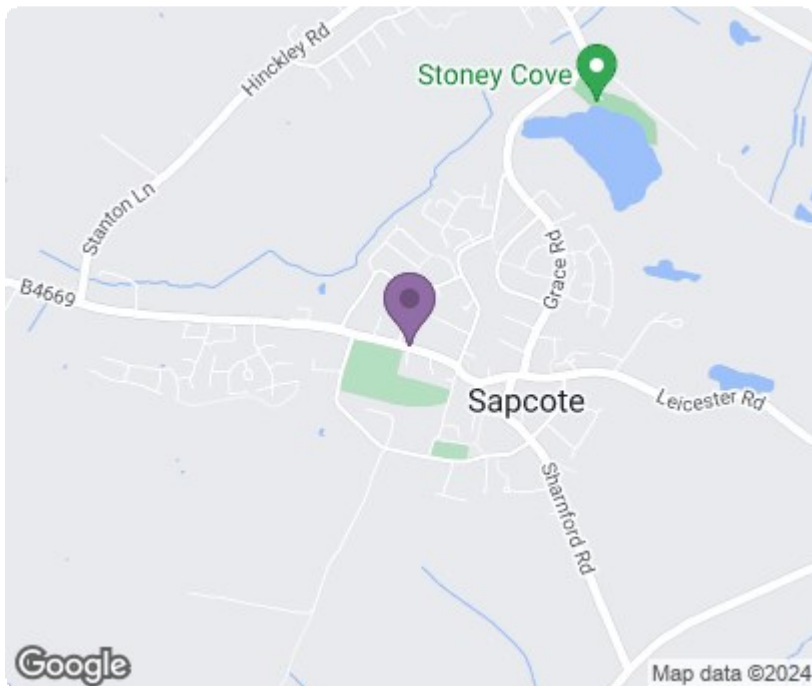 Hinckley Rd
Stoney Cove
Stanton Ln
Grace Rd
B4669
Sapcote
Leicester Rd
Sharnford Rd
Google
Map data ©2024